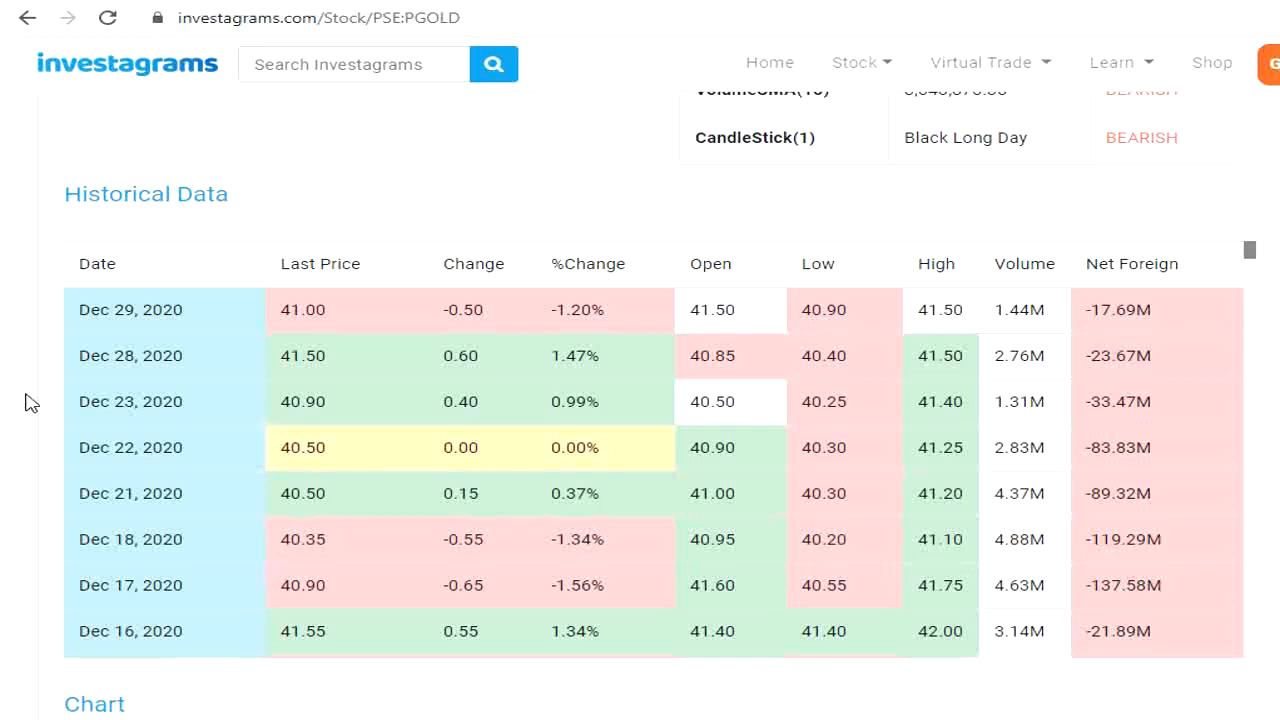 investagrams.com/Stock/PSE:PGOLD
investagrams Search Investagrams Home Stock Virtual Trade Learn Shop G
CandleStick(1) Black Long Day BEARISH
Historical Data
Date Last Price Change %Change Open Low High Volume Net Foreign
Dec 29, 2020 41.00 -0.50 -1.20% 41.50 40.90 41.50 1.44M -17.69M
Dec 28, 2020 41.50 0.60 1.47% 40.85 40.40 41.50 2.76M -23.67M
Dec 23, 2020 40.90 0.40 0.99% 40.50 40.25 41.40 1.31M -33.47M
Dec 22, 2020 40.50 0.00 0.00% 40.90 40.30 41.25 2.83M -83.83M
Dec 21, 2020 40.50 0.15 0.37% 41.00 40.30 41.20 4.37M -89.32M
Dec 18, 2020 40.35 -0.55 -1.34% 40.95 40.20 41.10 4.88M -119.29M
Dec 17, 2020 40.90 -0.65 -1.56% 41.60 40.55 41.75 4.63M -137.58M
Dec 16, 2020 41.55 0.55 1.34% 41.40 41.40 42.00 3.14M -21.89M
Chart